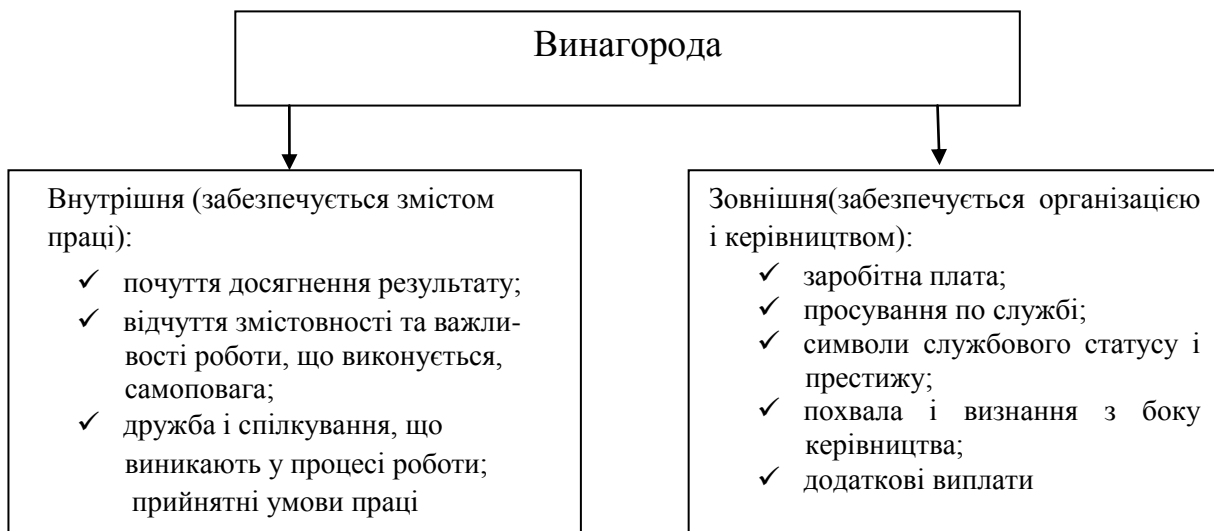 Винагорода
Внутрішня (забезпечується змістом
праці):
✓ почуття досягнення результату;
✓ відчуття змістовності та важли-
вості роботи, що виконується,
самоповага;
✓ дружба і спілкування, що
виникають у процесі роботи;
прийнятні умови праці
Зовнішня(забезпечується організацією
і керівництвом):
✓ заробітна плата;
✓ просування по службі;
✓ символи службового статусу і
престижу;
✓ похвала і визнання з боку
керівництва;
✓ додаткові виплати